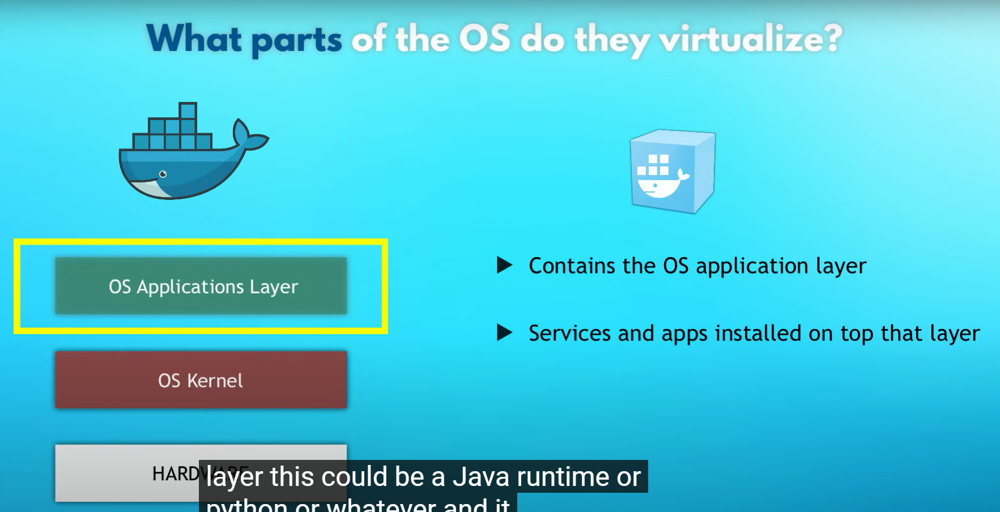 What parts of the OS do they virtualize?
OS Applications Layer
OS Kernel
HARDWARE
Contains the OS application layer
Services and apps installed on top that layer
layer this could be a Java runtime or
python or whatever and it